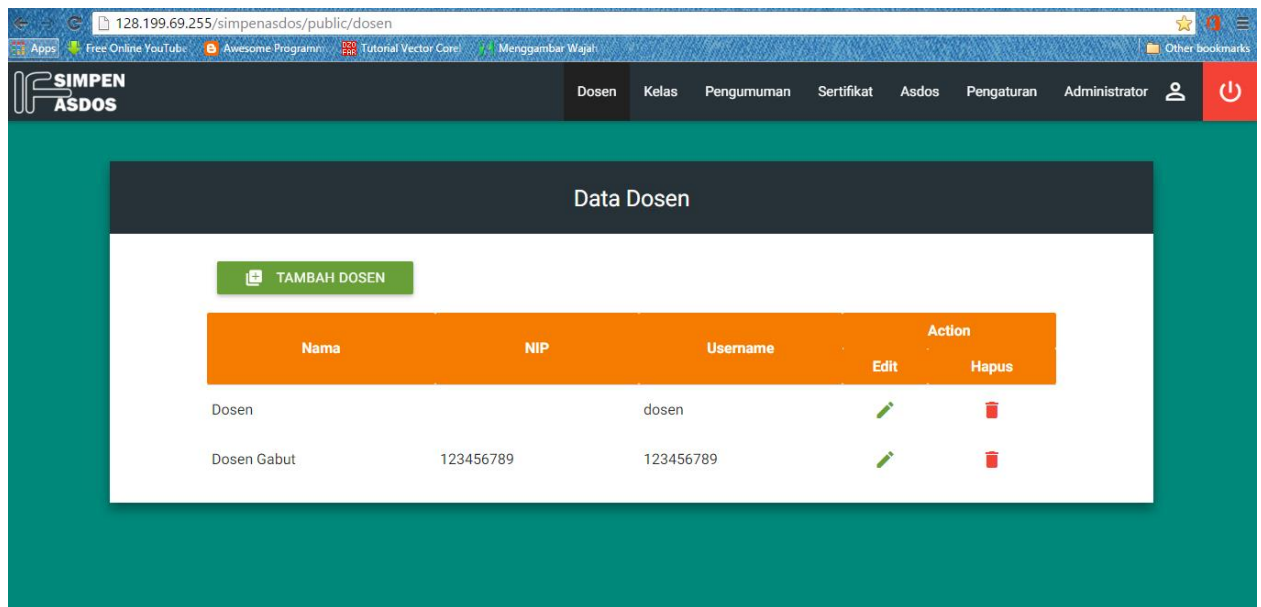 128.199.69.255/simpenasdos/public/dosen
Apps Free Online YouTube Awesome Programm Tutorial Vector Corel Menggambar Wajah Other bookmarks
SIMPEN
ASDOS
Dosen Kelas Pengumuman Sertifikat Asdos Pengaturan Administrator
Data Dosen
TAMBAH DOSEN
Nama NIP Username Action
Edit Hapus
Dosen dosen
Dosen Gabut 123456789 123456789